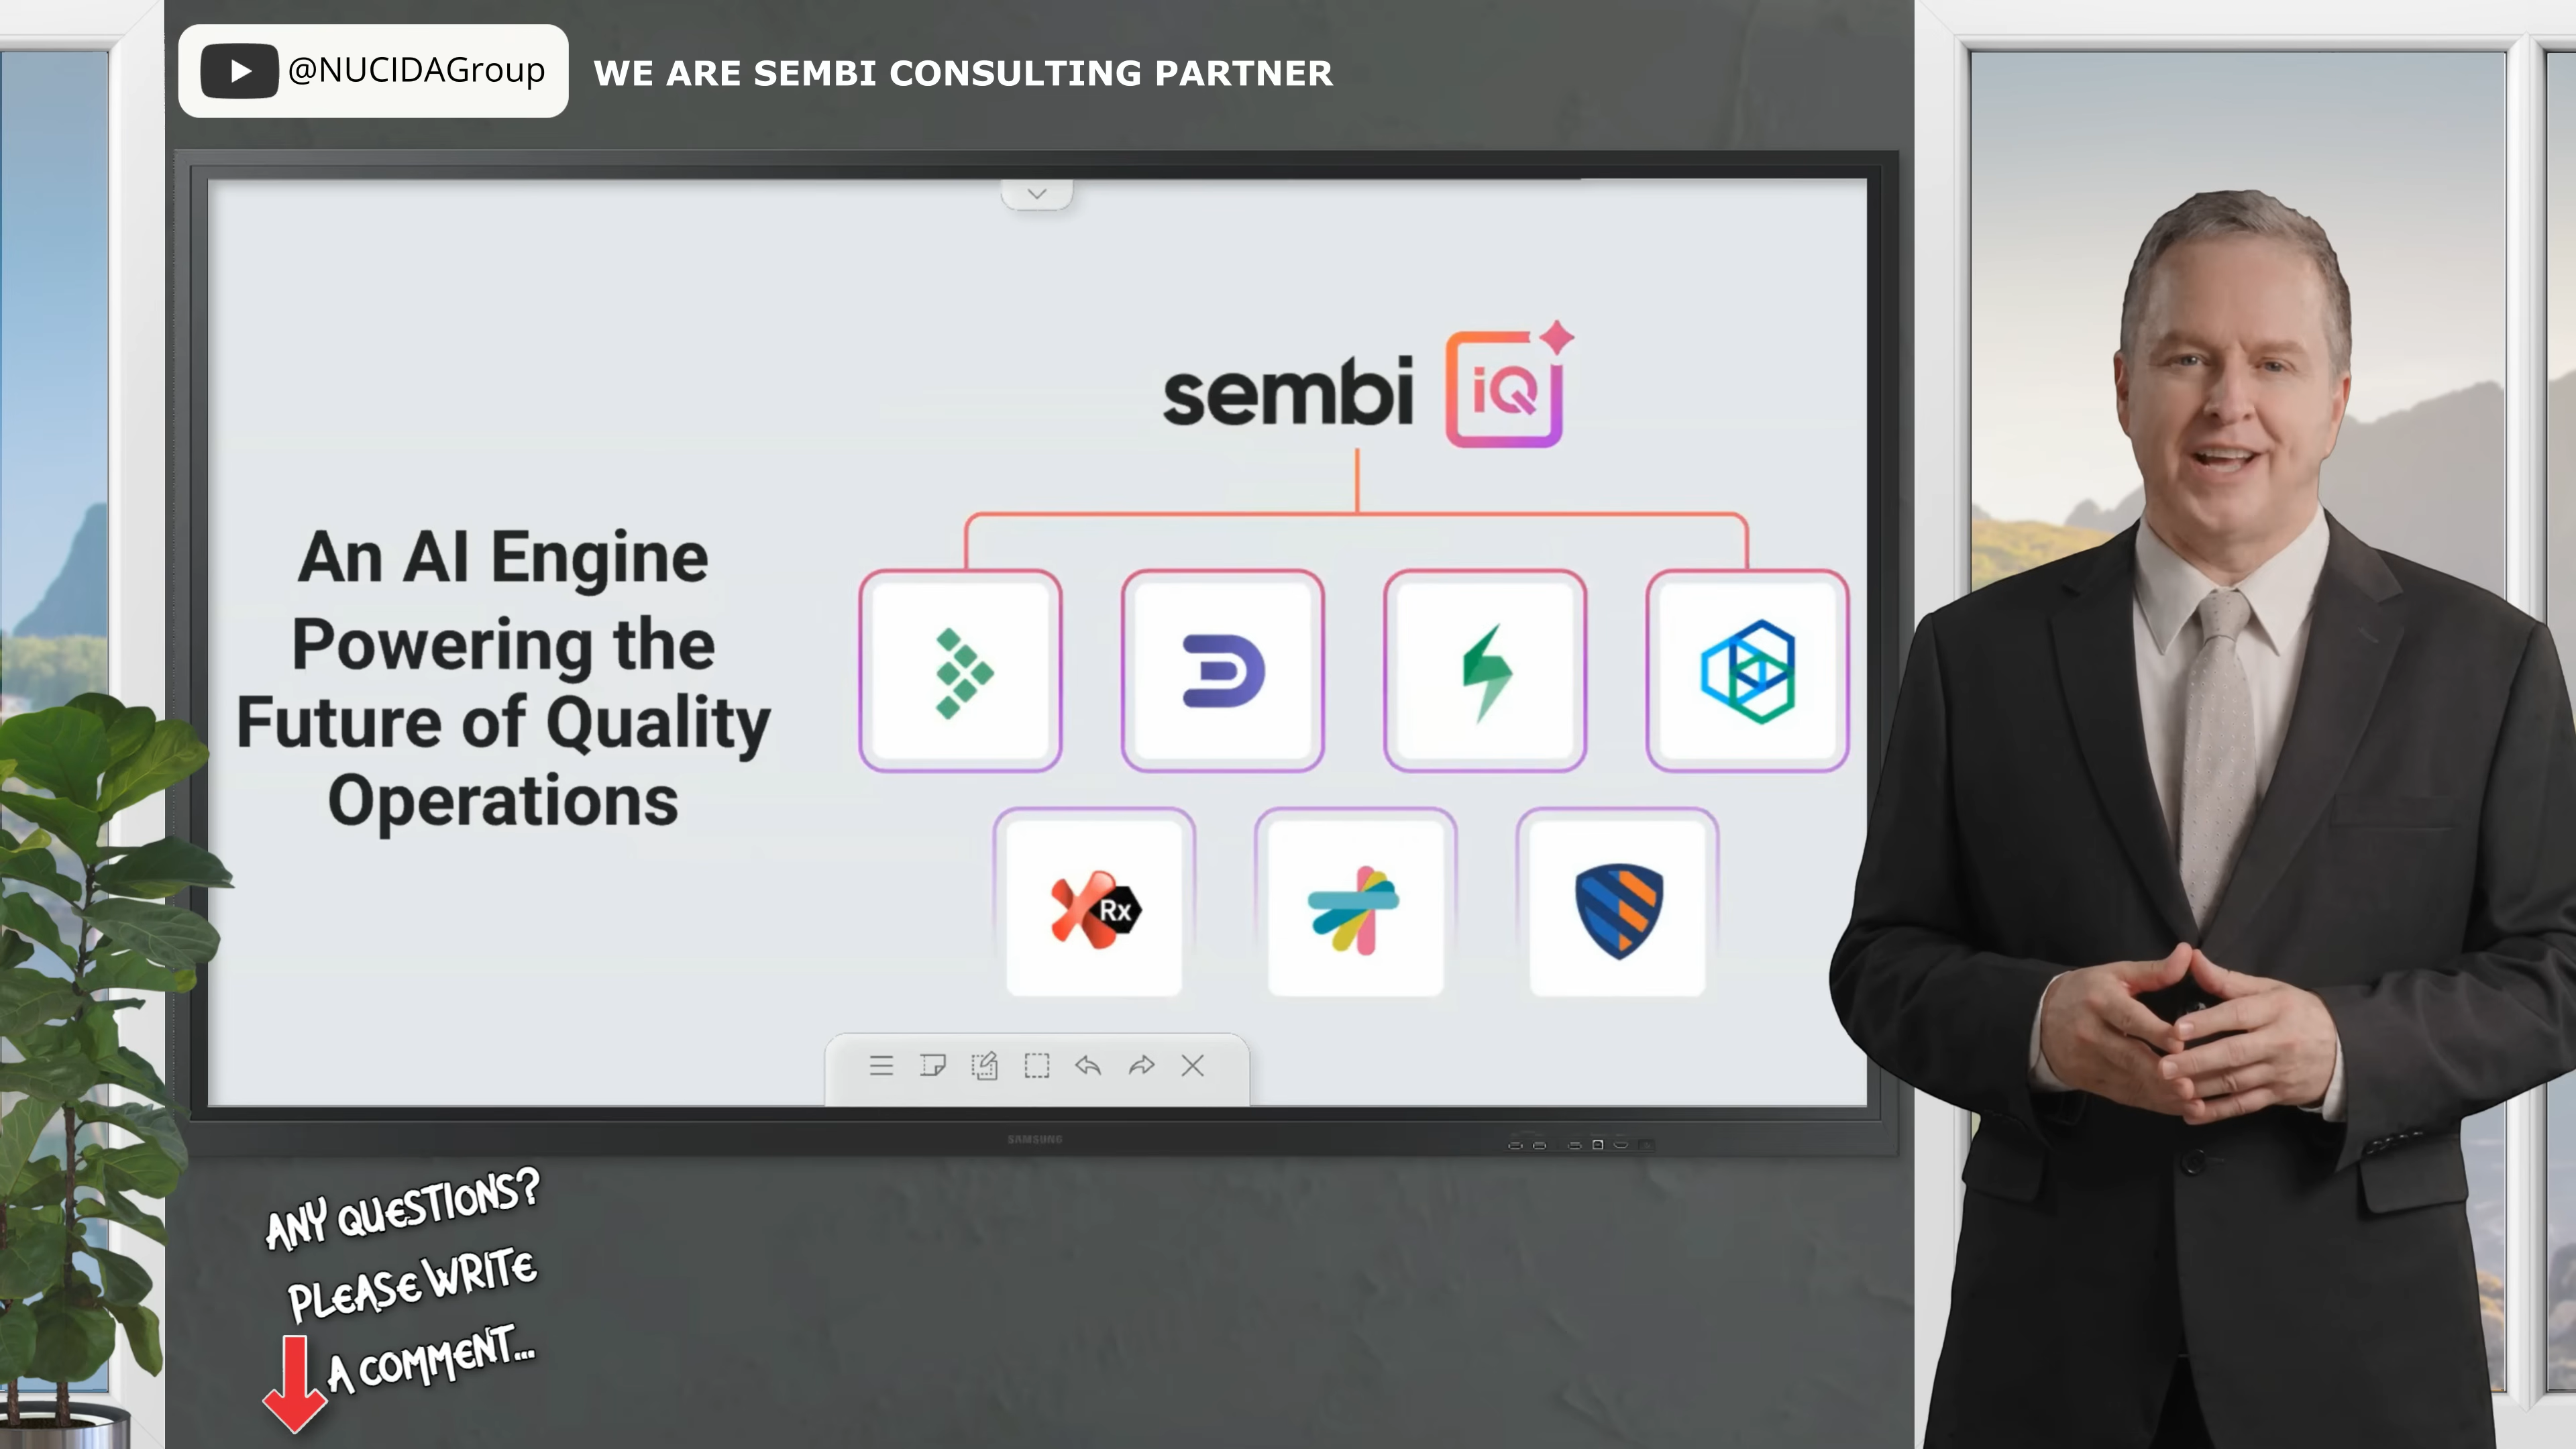 @NUCIDAGroup
WE ARE SEMBI CONSULTING PARTNER
sembi iQ
An AI Engine
Powering the
Future of Quality
Operations
Rx
SAMSUNG
ANY QUESTIONS?
PLEASE WRITE
A COMMENT...